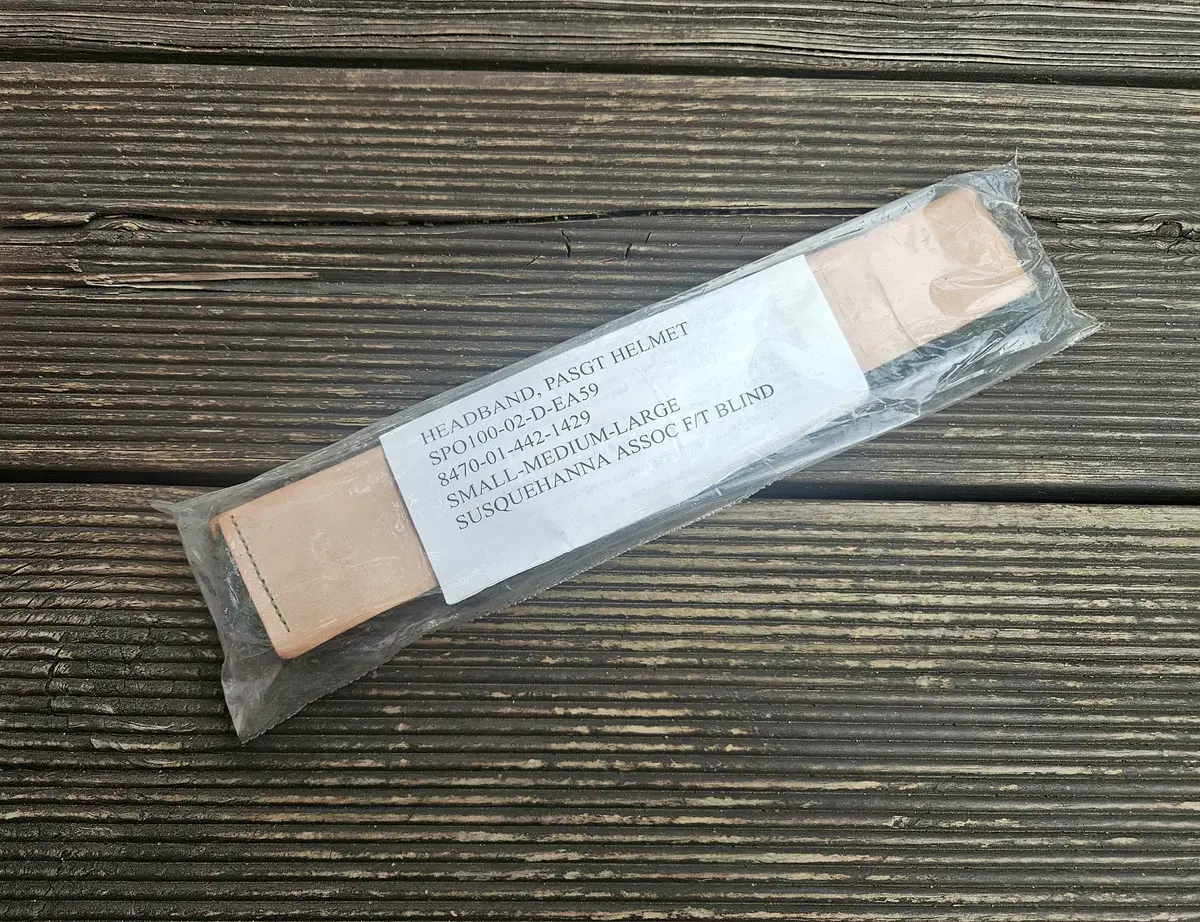 HEADBAND, PASGT HELMET
SPO100-02-D-EA59
8470-01-442-1429
SMALL-MEDIUM-LARGE
SUSQUEHANNA ASSOC F/T BLIND